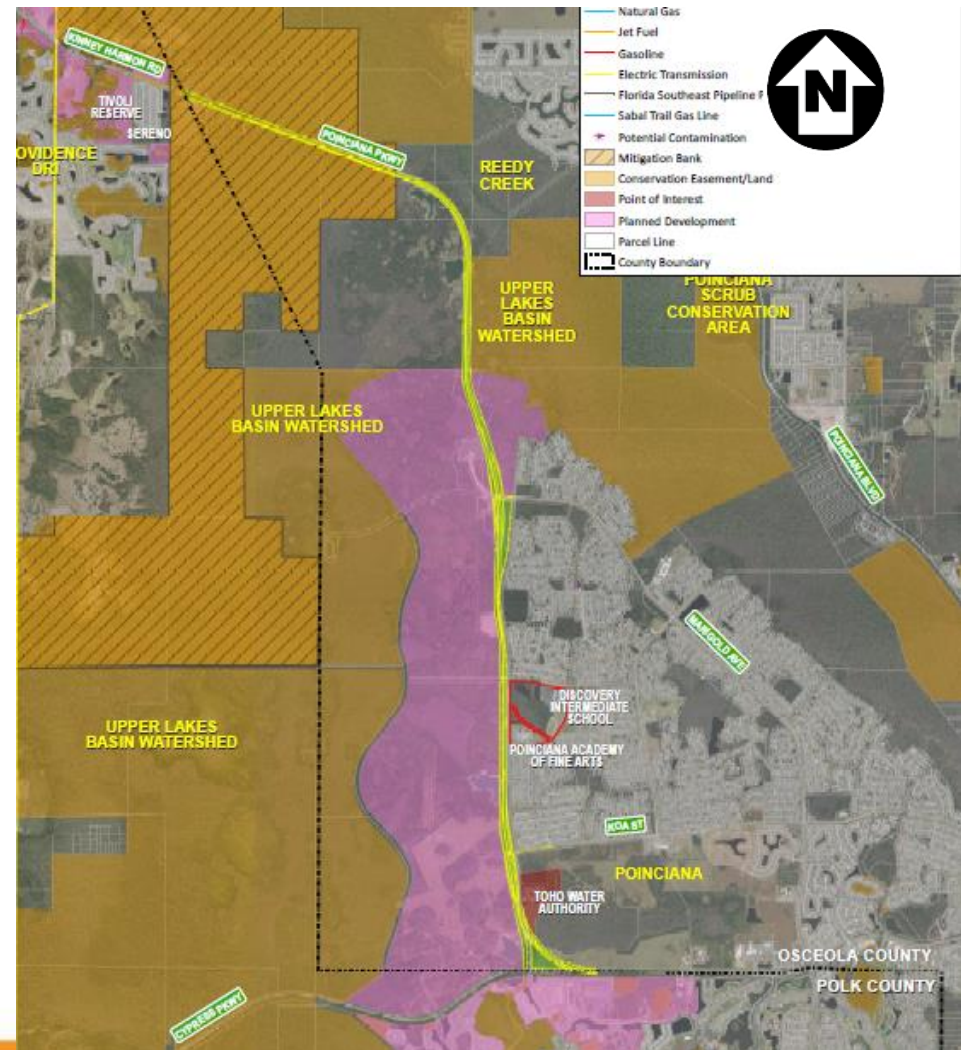 Natural Gas
Jet Fuel
Gasoline
Electric Transmission
Florida Southeast Pipeline F
Sabal Trail Gas Line
Potential Contamination
Mitigation Bank
Conservation Easement/Land
Point of Interest
Planned Development
Parcel Line
County Boundary
N
KINNEY HARMON RD
TIVOLI
RESERVE
SERENO
OVIDENCE
DRI
POINCIANA PKWY
REEDY
CREEK
UPPER
LAKES
BASIN
WATERSHED
POINCIANA
SCRUB
CONSERVATION
AREA
UPPER LAKES
BASIN WATERSHED
POINCIANA BLVD
MARIGOLD AVE
DISCOVERY
INTERMEDIATE
SCHOOL
POINCIANA ACADEMY
OF FINE ARTS
UPPER LAKES
BASIN WATERSHED
KOA ST
POINCIANA
TOHO WATER
AUTHORITY
OSCEOLA COUNTY
POLK COUNTY
CYPRESS PKWY